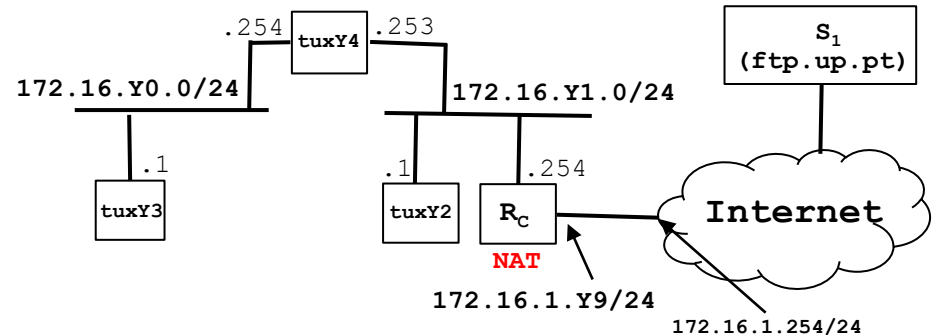 .254
tuxY4
.253
S₁
(ftp.up.pt)
172.16.Y0.0/24
172.16.Y1.0/24
.1
tuxY3
.1
tuxY2
.254
R_C
NAT
Internet
172.16.1.Y9/24
172.16.1.254/24